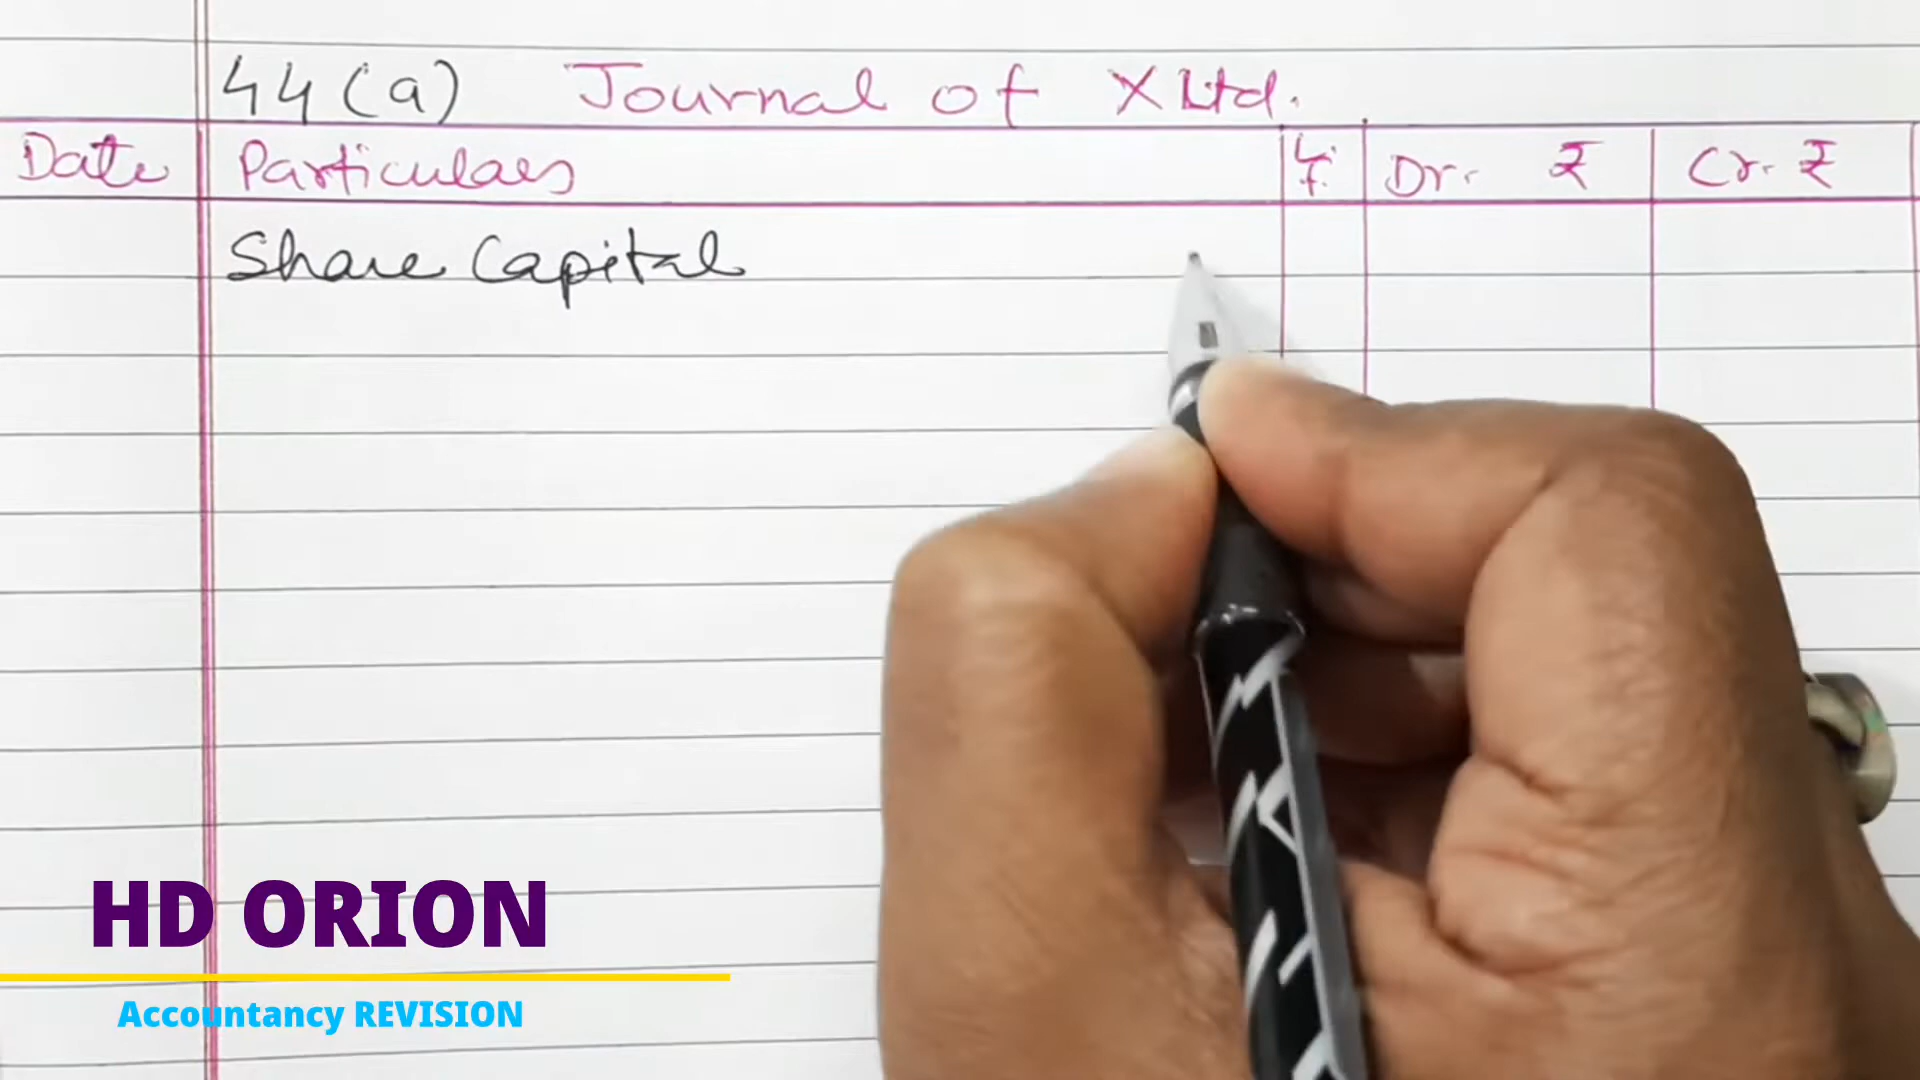 44(a) Journal of X Ltd.
Date Particulars L.F. Dr. ₹ Cr. ₹
Share Capital
HD ORION
Accountancy REVISION